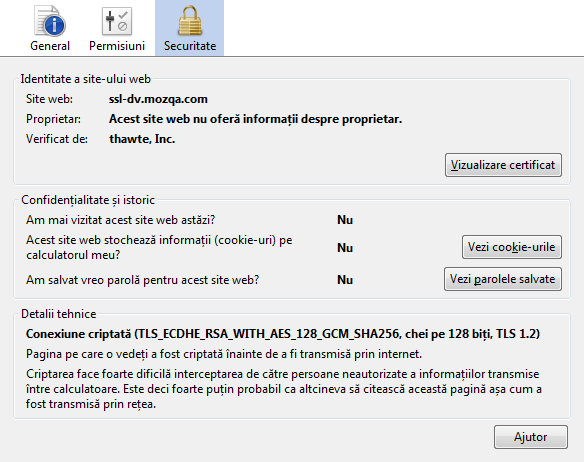 General
Permisiuni
Securitate
Identitate a site-ului web
Site web: ssl-dv.mozqa.com
Proprietar: Acest site web nu oferă informații despre proprietar.
Verificat de: thawte, Inc.
Vizualizare certificat
Confidențialitate și istoric
Am mai vizitat acest site web astăzi? Nu
Acest site web stochează informații (cookie-uri) pe
calculatorul meu? Nu Vezi cookie-urile
Am salvat vreo parolă pentru acest site web? Nu Vezi parolele salvate
Detalii tehnice
Conexiune criptată (TLS_ECDHE_RSA_WITH_AES_128_GCM_SHA256, chei pe 128 biți, TLS 1.2)
Pagina pe care o vedeți a fost criptată înainte de a fi transmisă prin internet.
Criptarea face foarte dificilă interceptarea de către persoane neautorizate a informațiilor transmise
între calculatoare. Este deci foarte puțin probabil ca altcineva să citească această pagină așa cum a
fost transmisă prin rețea.
Ajutor